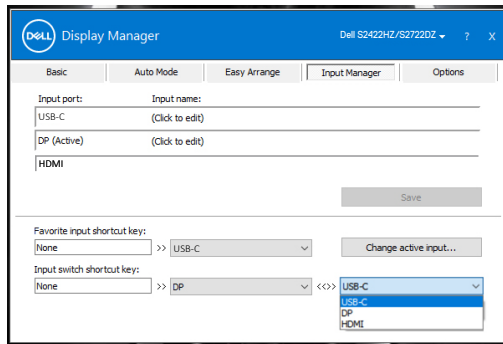 DELL Display Manager Dell S2422HZ/S2722DZ ? X
Basic Auto Mode Easy Arrange Input Manager Options
Input port: Input name:
USB-C (Click to edit)
DP (Active) (Click to edit)
HDMI
Save
Favorite input shortcut key:
None >> USB-C Change active input...
Input switch shortcut key:
None >> DP <<>> USB-C
USB-C
DP
HDMI